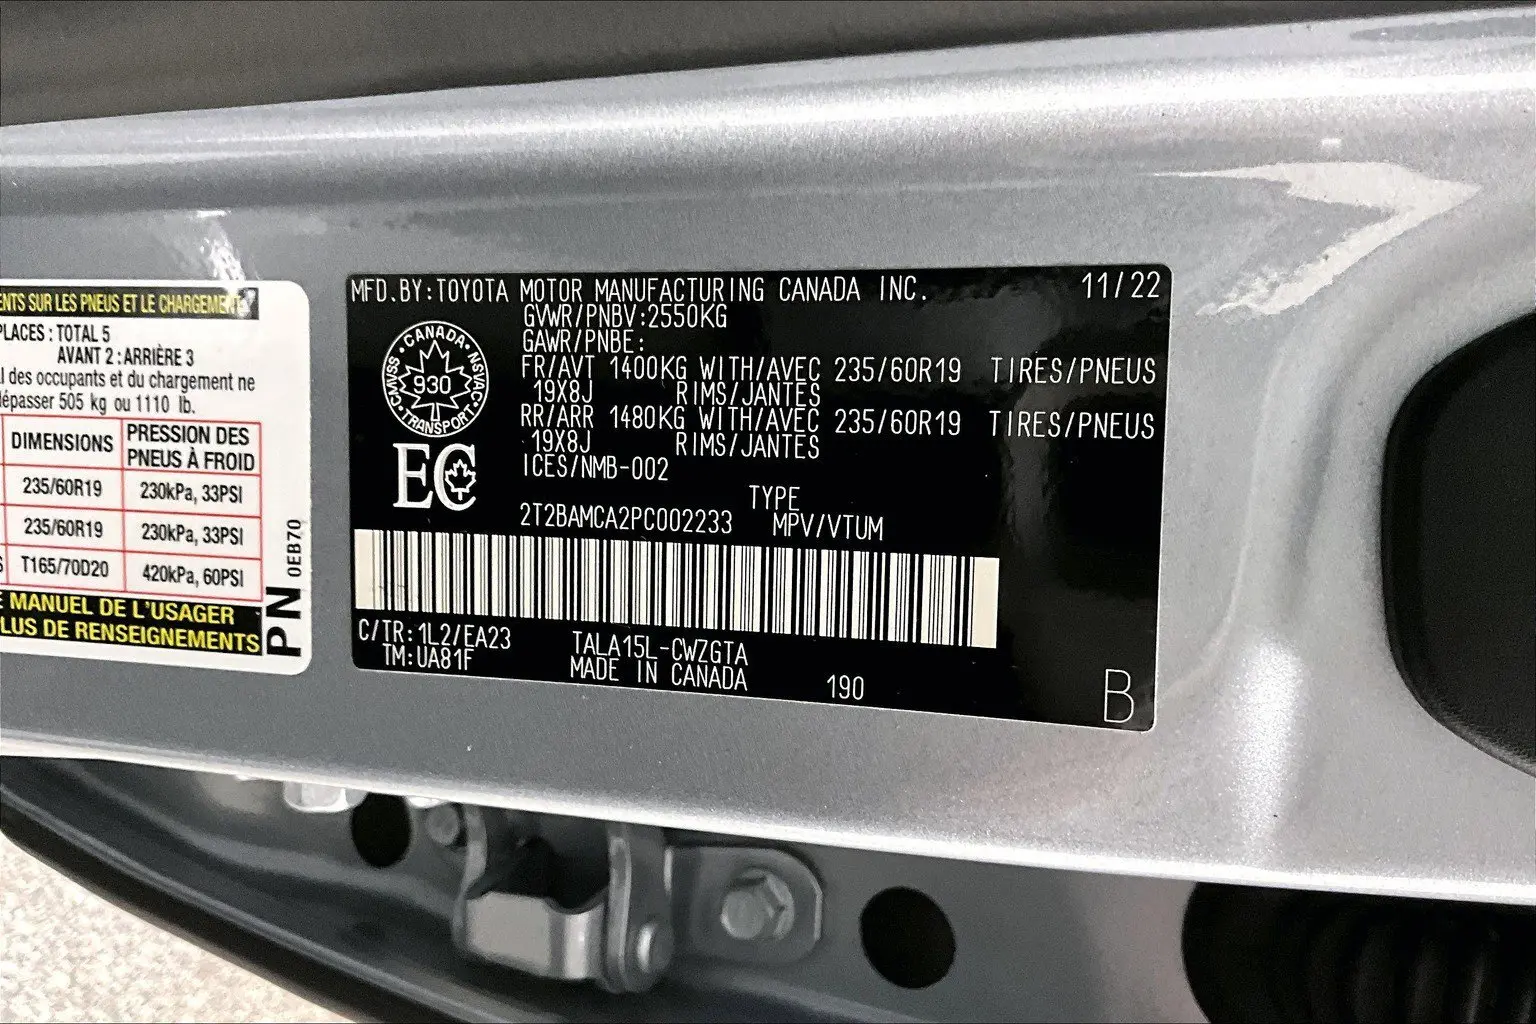 ENTS SUR LES PNEUS ET LE CHARGEMENT
PLACES : TOTAL 5
AVANT 2 : ARRIÈRE 3
des occupants et du chargement ne
dépasser 505 kg ou 1110 lb.
DIMENSIONS PRESSION DES PNEUS À FROID
235/60R19 230kPa, 33PSI
235/60R19 230kPa, 33PSI
T165/70D20 420kPa, 60PSI
MANUEL DE L'USAGER
PLUS DE RENSEIGNEMENTS
PN 0EB70
MFD.BY:TOYOTA MOTOR MANUFACTURING CANADA INC. 11/22
GVWR/PNBV:2550KG
GAWR/PNBE:
FR/AVT 1400KG WITH/AVEC 235/60R19 TIRES/PNEUS
19X8J RIMS/JANTES
RR/ARR 1480KG WITH/AVEC 235/60R19 TIRES/PNEUS
19X8J RIMS/JANTES
ICES/NMB-002
CANADA
CMVSS 930 NSVAC
TRANSPORT
EC
TYPE
2T2BAMCA2PC002233 MPV/VTUM
C/TR:1L2/EA23 TALA15L-CWZGTA
TM:UA81F MADE IN CANADA 190
B